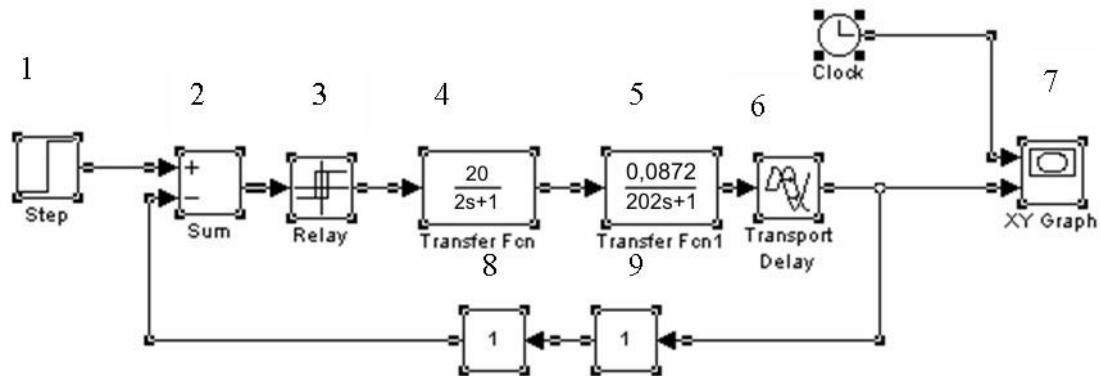 1
2
3
4
5
6
7
Clock
+
−
20
2s+1
0,0872
202s+1
Step
Sum
Relay
Transfer Fcn
Transfer Fcn1
Transport
Delay
XY Graph
8
9
1
1